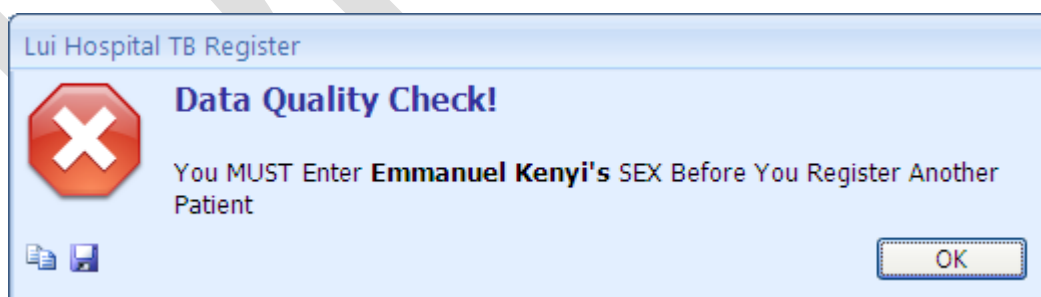 Lui Hospital TB Register
Data Quality Check!
You MUST Enter Emmanuel Kenyi's SEX Before You Register Another
Patient
OK